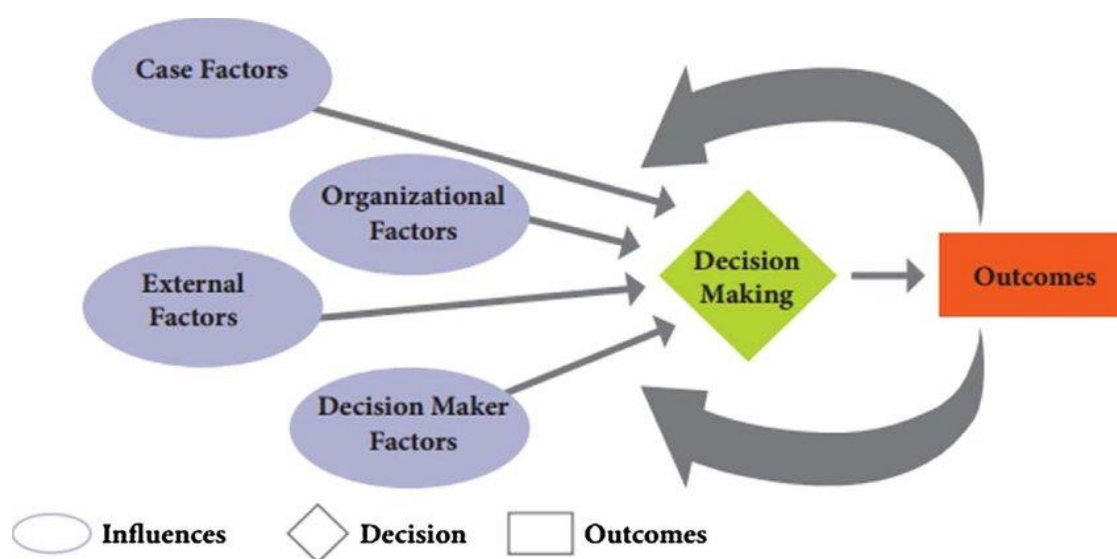 Case Factors
Organizational
Factors
External
Factors
Decision Maker
Factors
Decision
Making
Outcomes
Influences
Decision
Outcomes